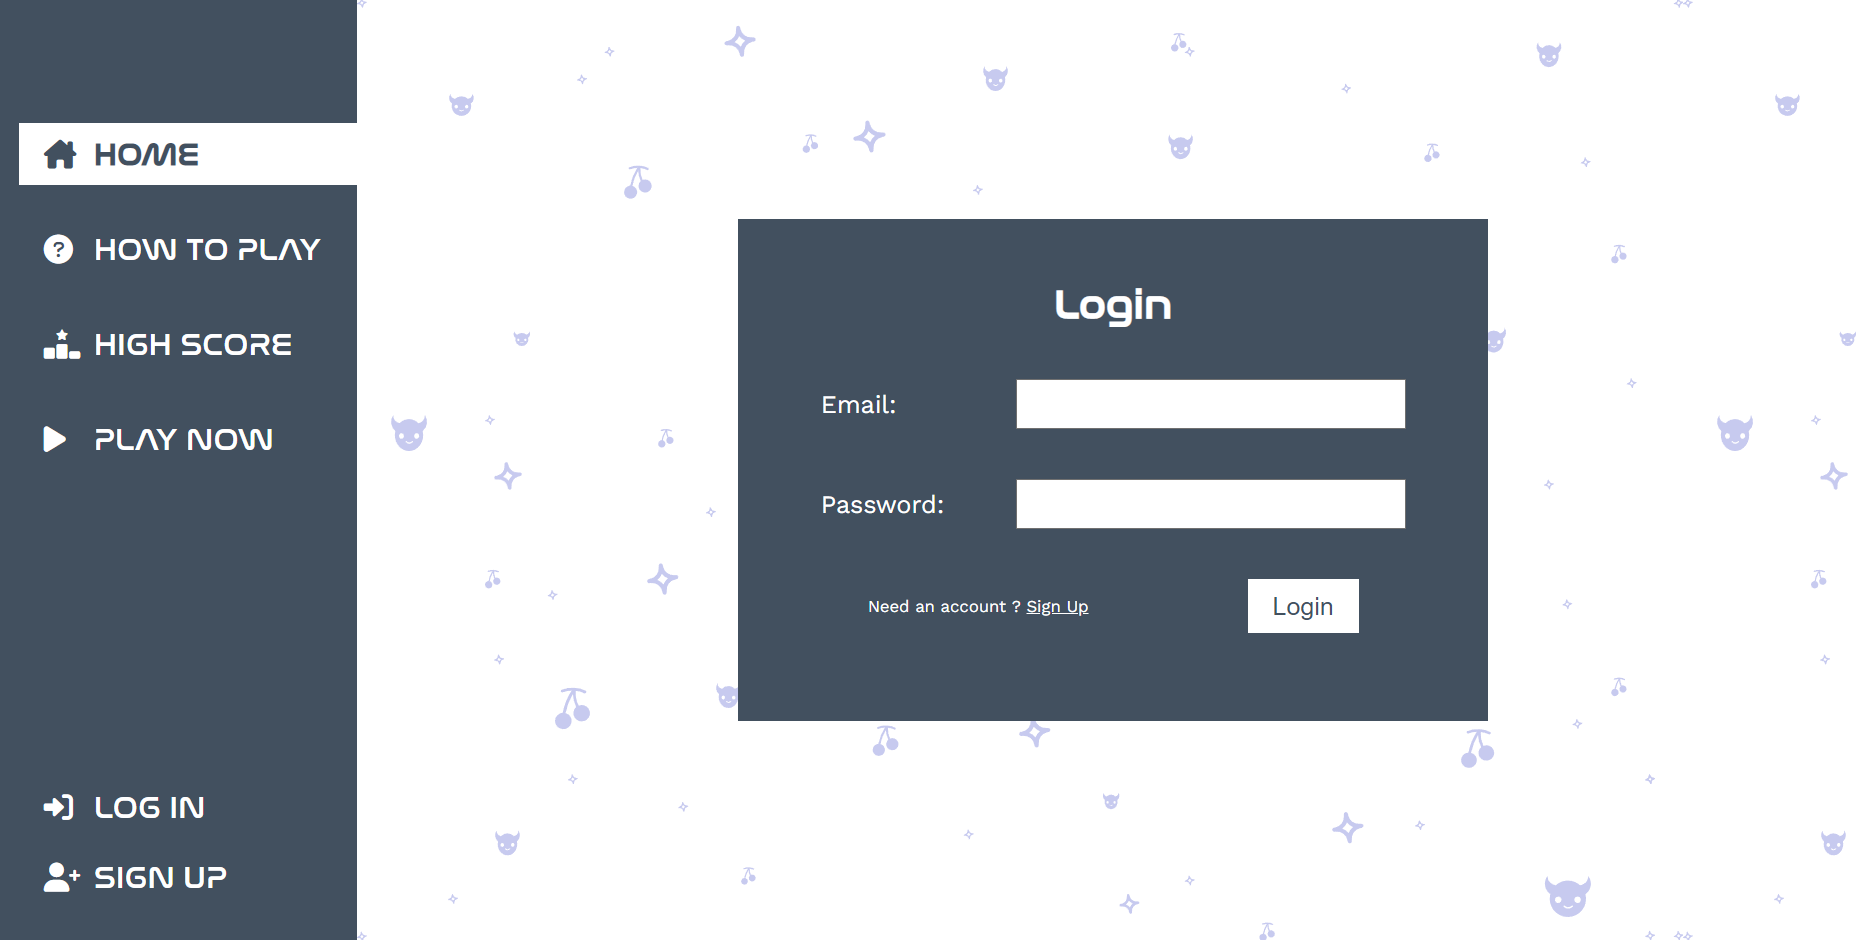 HOME
HOW TO PLAY
HIGH SCORE
PLAY NOW
LOG IN
SIGN UP
Login
Email:
Password:
Need an account ? Sign Up
Login